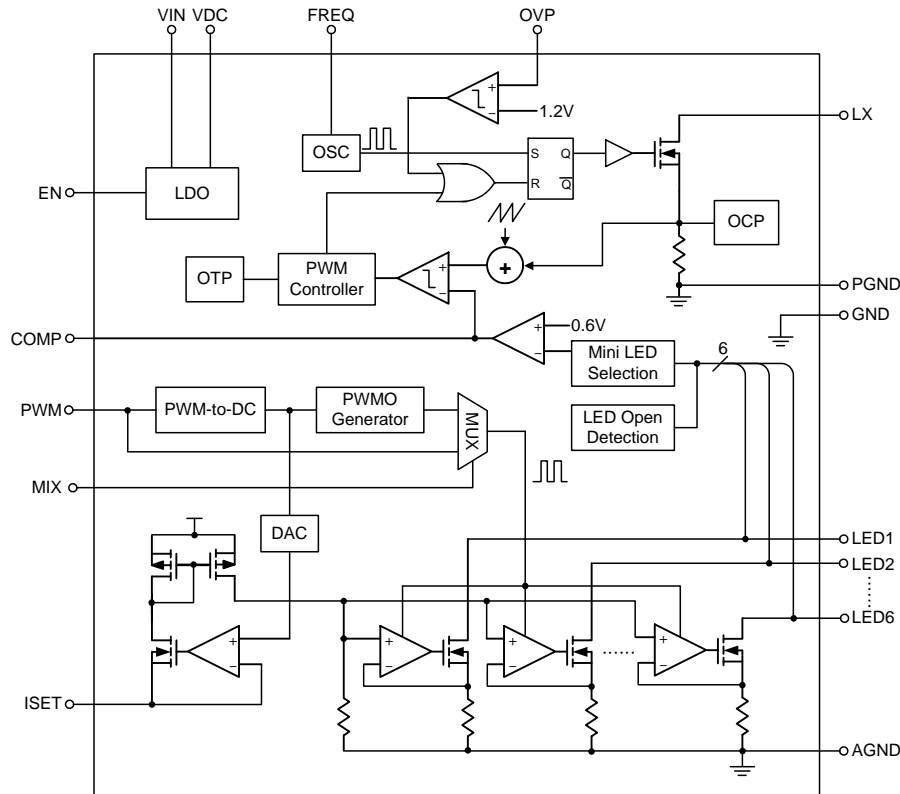 VIN VDC FREQ OVP
+
−
1.2V
LX
OSC
S Q
R Q
EN
LDO
OCP
OTP
PWM
Controller
+
−
+
PGND
GND
COMP
+
−
0.6V
Mini LED
Selection
6
LED Open
Detection
PWM
PWM-to-DC
PWMO
Generator
MUX
MIX
DAC
LED1
LED2
LED6
+
−
+
−
+
−
+
−
ISET
AGND